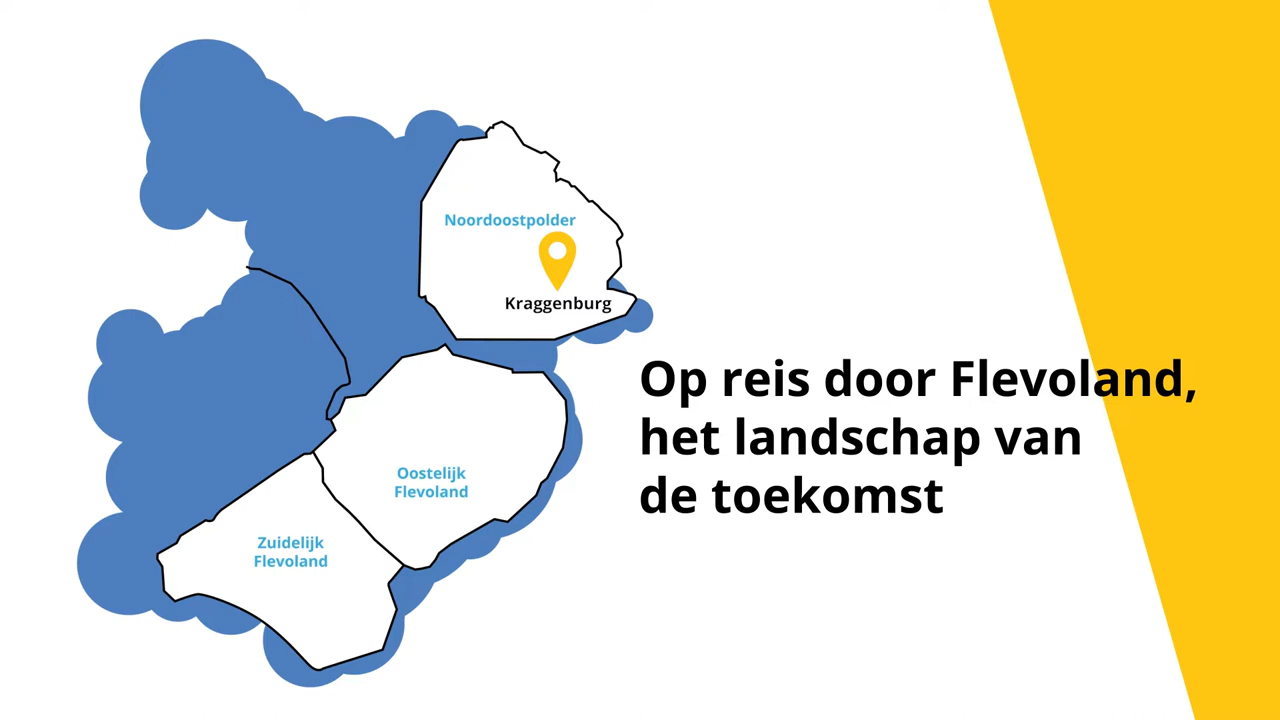 Noordoostpolder
Kraggenburg
Op reis door Flevoland,
het landschap van
de toekomst
Oostelijk
Flevoland
Zuidelijk
Flevoland